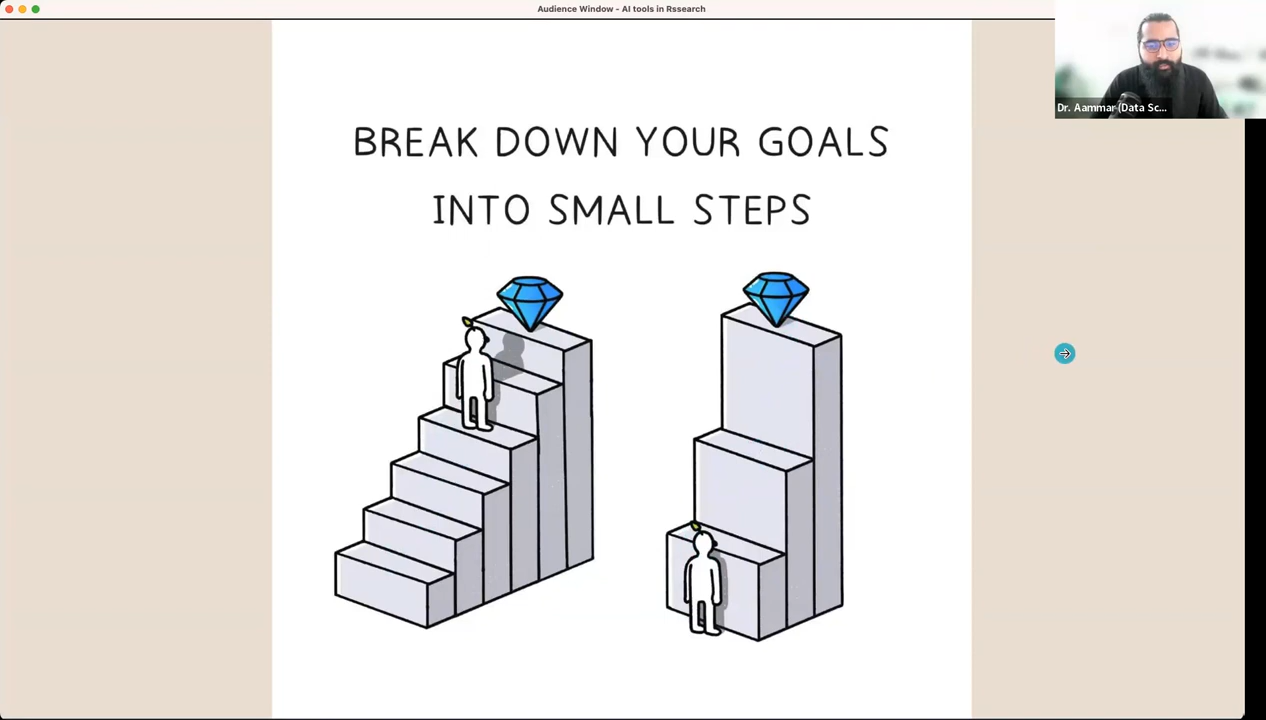 Audience Window - AI tools in Rssearch
Dr. Aammar (Data Sc...
BREAK DOWN YOUR GOALS
INTO SMALL STEPS